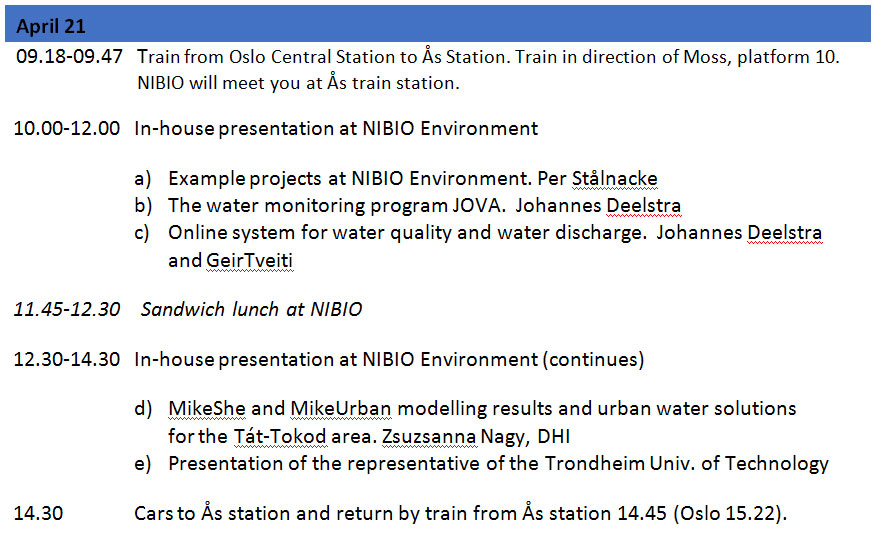 April 21
09.18-09.47 Train from Oslo Central Station to Ås Station. Train in direction of Moss, platform 10.
NIBIO will meet you at Ås train station.
10.00-12.00 In-house presentation at NIBIO Environment
a) Example projects at NIBIO Environment. Per Stålnacke
b) The water monitoring program JOVA. Johannes Deelstra
c) Online system for water quality and water discharge. Johannes Deelstra
and GeirTveiti
11.45-12.30 Sandwich lunch at NIBIO
12.30-14.30 In-house presentation at NIBIO Environment (continues)
d) MikeShe and MikeUrban modelling results and urban water solutions
for the Tát-Tokod area. Zsuzsanna Nagy, DHI
e) Presentation of the representative of the Trondheim Univ. of Technology
14.30 Cars to Ås station and return by train from Ås station 14.45 (Oslo 15.22).